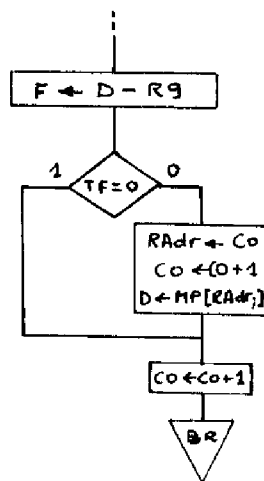 F ← D - R9
1
TF=0
0
RAdr ← Co
Co ← Co+1
D ← MP[RAdr;]
Co ← Co+1
BR